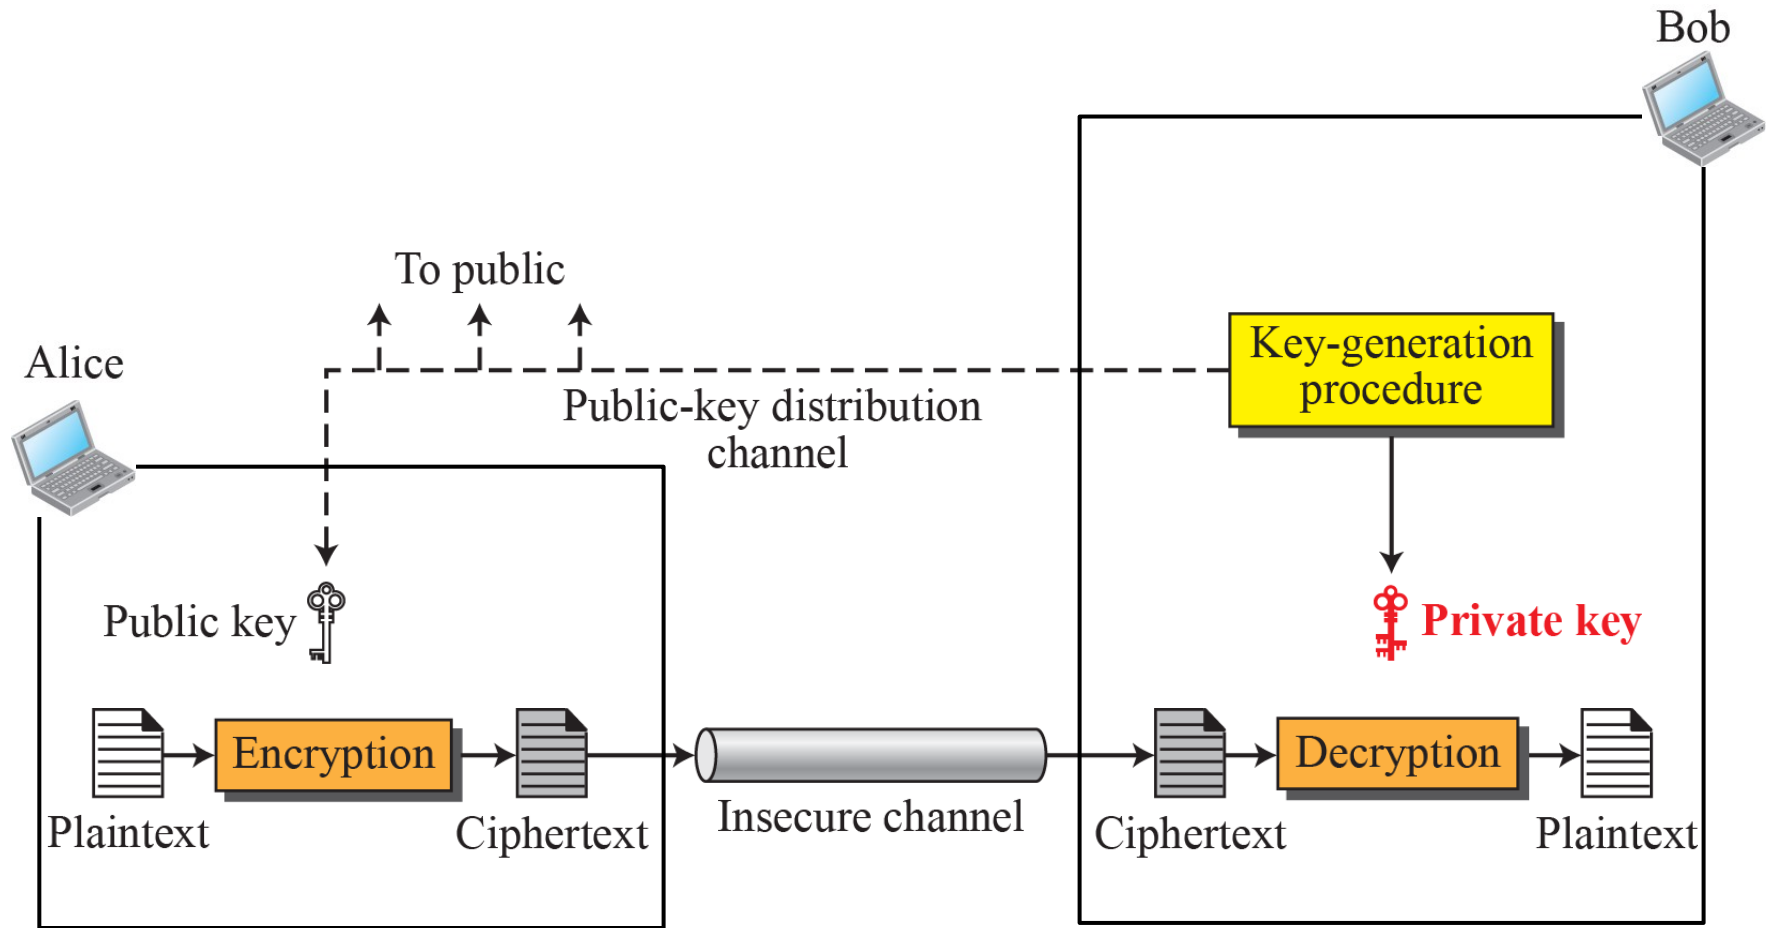 Bob
To public
Alice
Key-generation
procedure
Public-key distribution
channel
Public key
Private key
Encryption
Decryption
Plaintext
Ciphertext
Insecure channel
Ciphertext
Plaintext